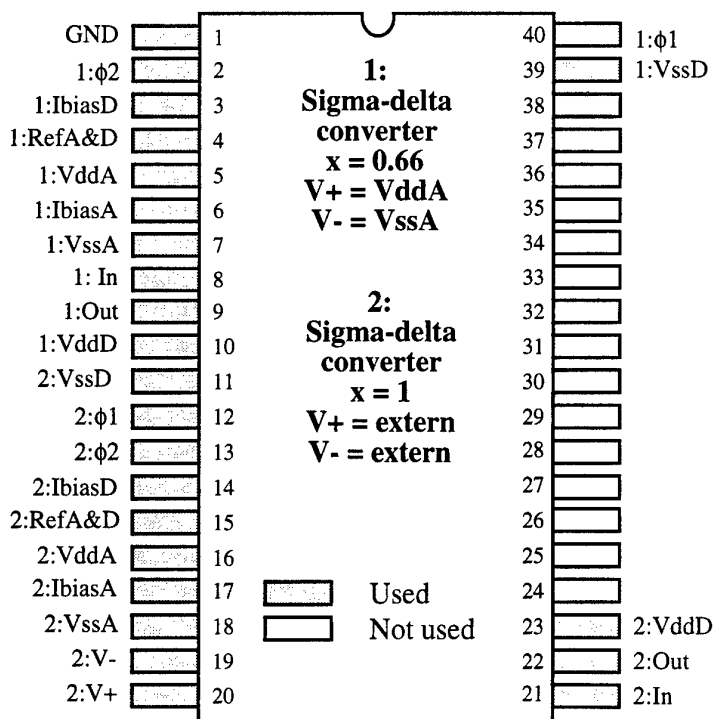 GND 1 40 1:ϕ1
1:ϕ2 2 1: 39 1:VssD
1:IbiasD 3 Sigma-delta 38
1:RefA&D 4 converter 37
1:VddA 5 x = 0.66 36
1:IbiasA 6 V+ = VddA 35
1:VssA 7 V- = VssA 34
1: In 8 33
1:Out 9 2: 32
1:VddD 10 Sigma-delta 31
2:VssD 11 converter 30
2:ϕ1 12 x = 1 29
2:ϕ2 13 V+ = extern 28
2:IbiasD 14 V- = extern 27
2:RefA&D 15 26
2:VddA 16 25
2:IbiasA 17 Used 24
2:VssA 18 Not used 23 2:VddD
2:V- 19 22 2:Out
2:V+ 20 21 2:In